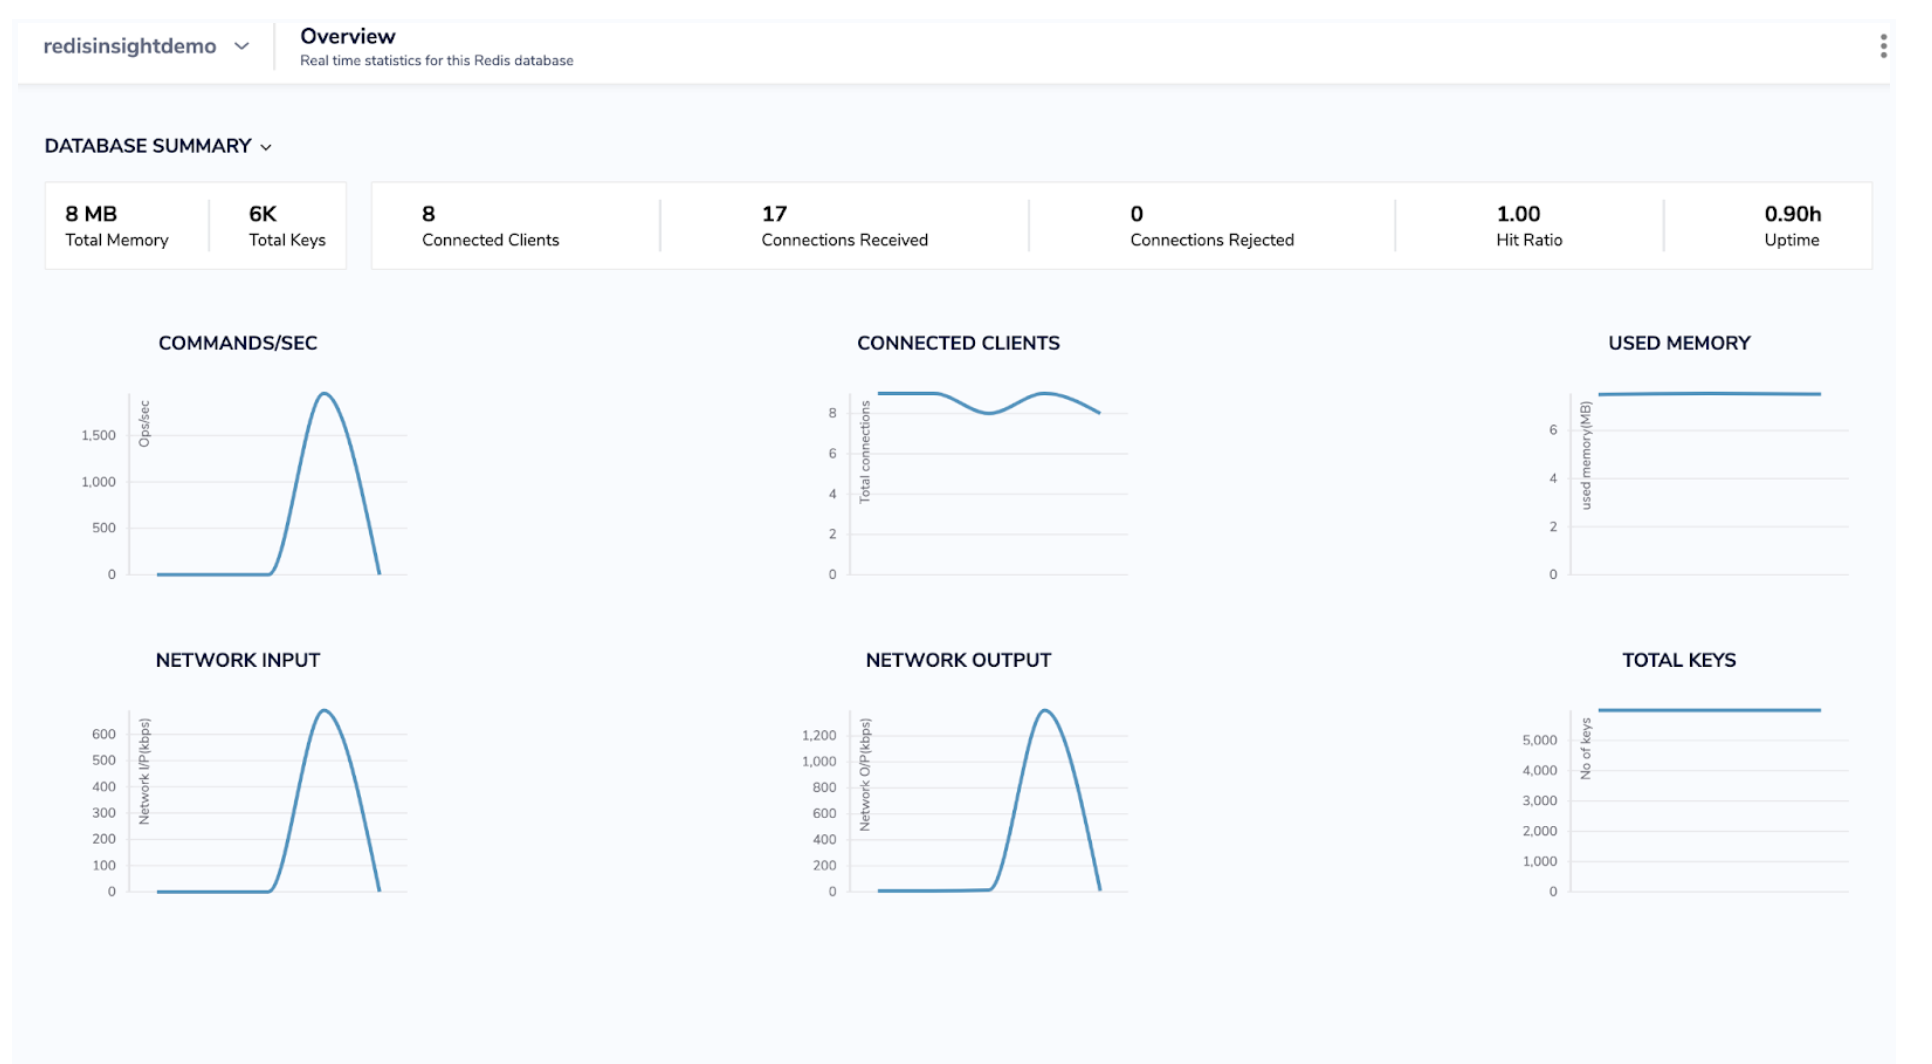 redisinsightdemo
Overview
Real time statistics for this Redis database
DATABASE SUMMARY
8 MB
Total Memory
6K
Total Keys
8
Connected Clients
17
Connections Received
0
Connections Rejected
1.00
Hit Ratio
0.90h
Uptime
COMMANDS/SEC
Ops/sec
1,500
1,000
500
0
CONNECTED CLIENTS
Total connections
8
6
4
2
0
USED MEMORY
used memory(MB)
6
4
2
0
NETWORK INPUT
Network I/P(kbps)
600
500
400
300
200
100
0
NETWORK OUTPUT
Network O/P(kbps)
1,200
1,000
800
600
400
200
0
TOTAL KEYS
No of keys
5,000
4,000
3,000
2,000
1,000
0